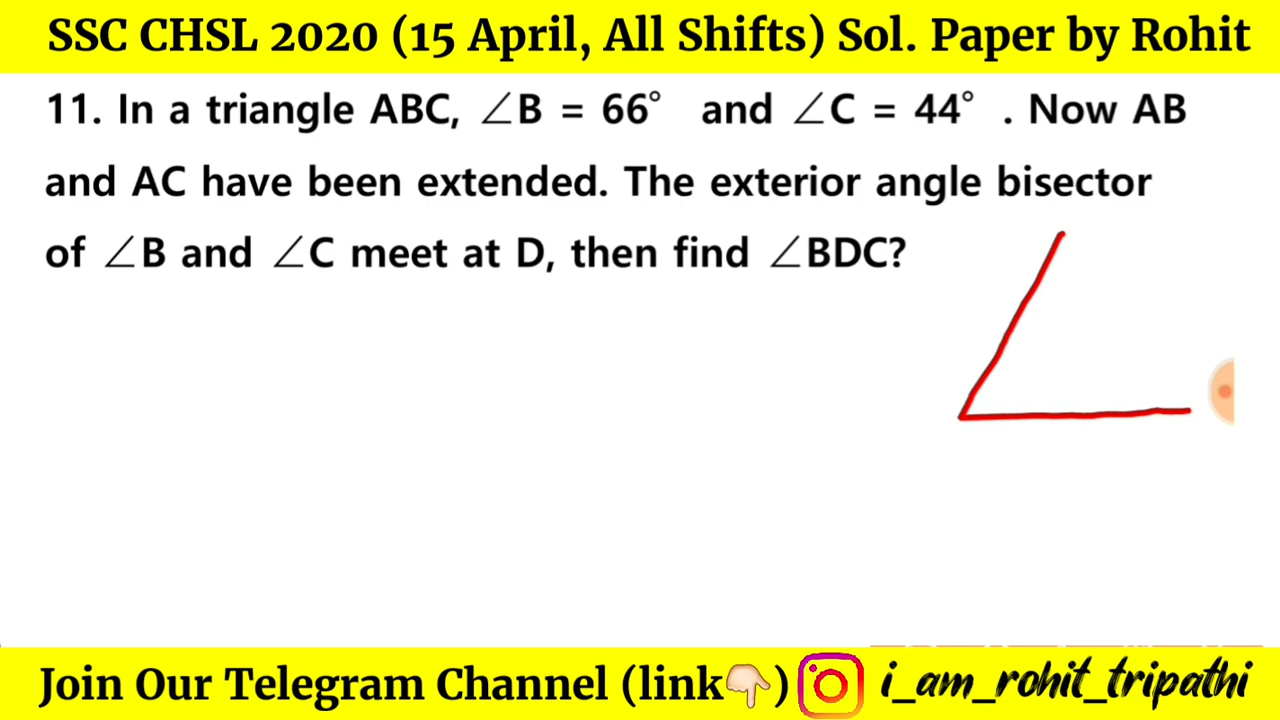 SSC CHSL 2020 (15 April, All Shifts) Sol. Paper by Rohit
11. In a triangle ABC, ∠B = 66° and ∠C = 44° . Now AB
and AC have been extended. The exterior angle bisector
of ∠B and ∠C meet at D, then find ∠BDC?
Join Our Telegram Channel (link👇🏻) i_am_rohit_tripathi